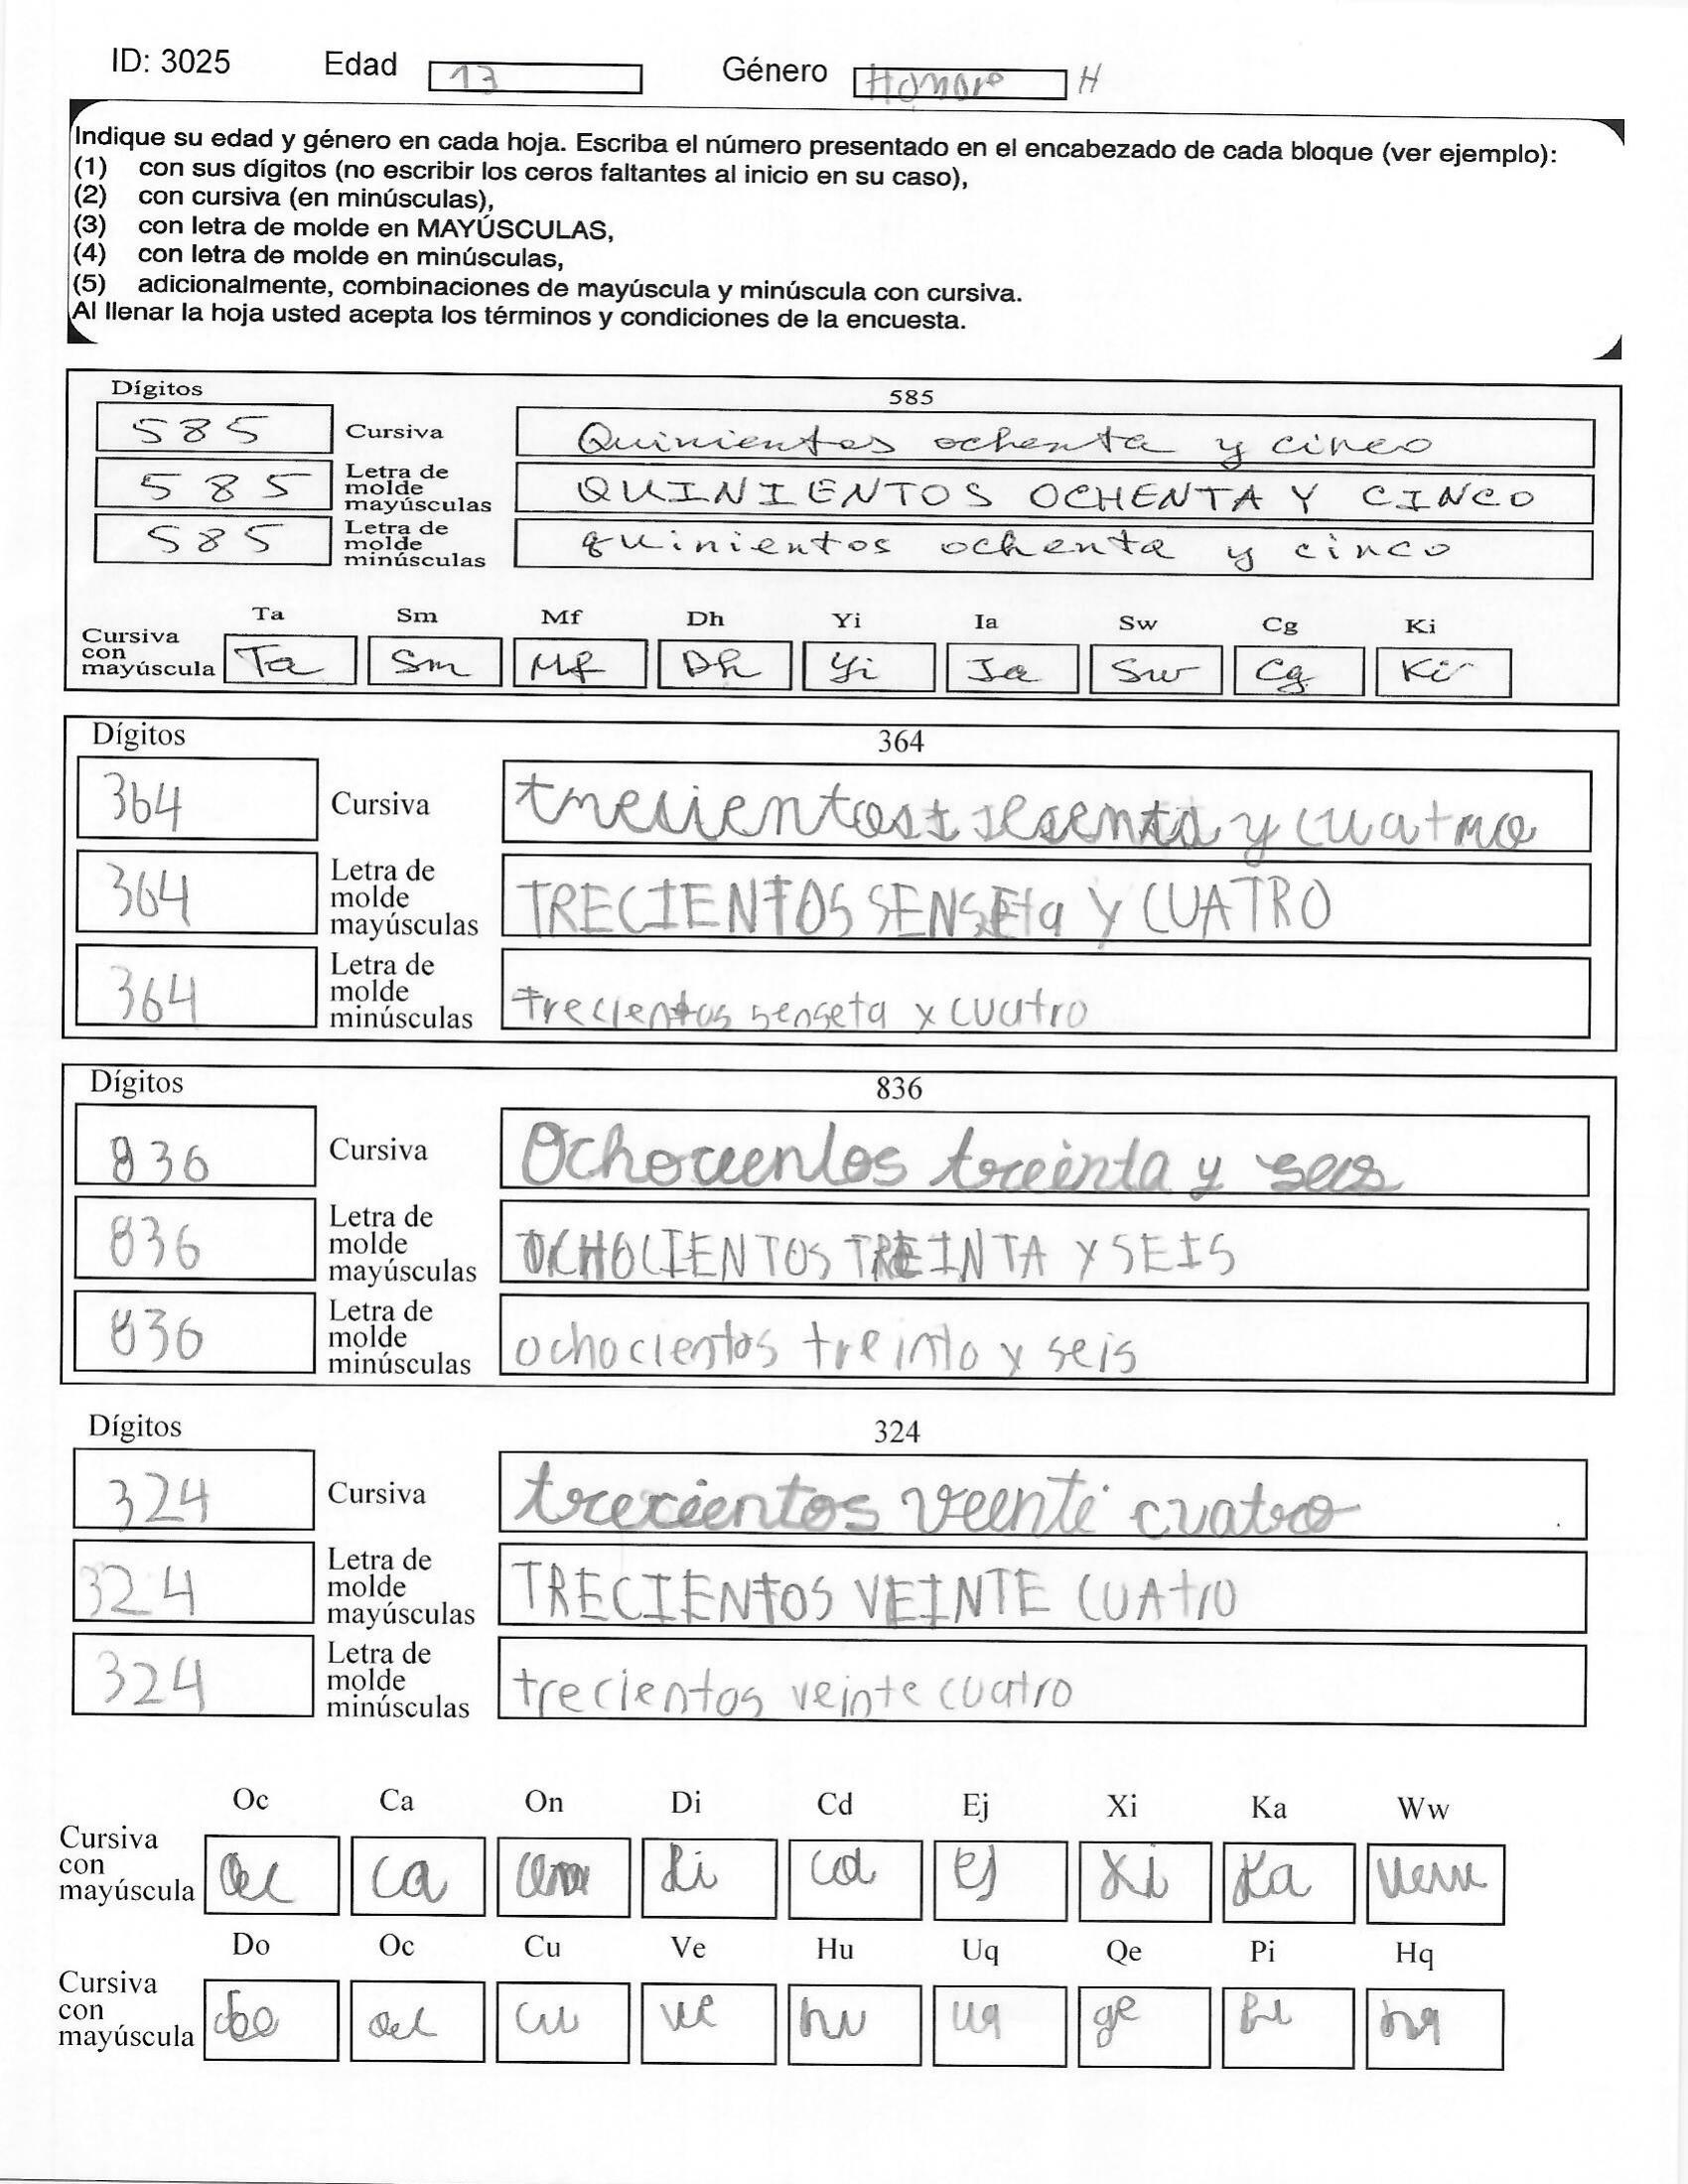 ID: 3025 Edad 13 Género H
Indique su edad y género en cada hoja. Escriba el número presentado en el encabezado de cada bloque (ver ejemplo):
(1) con sus dígitos (no escribir los ceros faltantes al inicio en su caso),
(2) con cursiva (en minúsculas),
(3) con letra de molde en MAYÚSCULAS,
(4) con letra de molde en minúsculas,
(5) adicionalmente, combinaciones de mayúscula y minúscula con cursiva.
Al llenar la hoja usted acepta los términos y condiciones de la encuesta.
Dígitos 585
585 Cursiva Quinientos ochenta y cinco
585 Letra de molde mayúsculas QUINIENTOS OCHENTA Y CINCO
585 Letra de molde minúsculas quinientos ochenta y cinco
Ta Sm Mf Dh Yi Ia Sw Cg Ki
Cursiva con mayúscula Ta Sm Mf Dh Yi Ia Sw Cg Ki
Dígitos 364
364 Cursiva y cuatro
364 Letra de molde mayúsculas TRECIENTOS Y CUATRO
364 Letra de molde minúsculas trecientos senseta y cuatro
Dígitos 836
836 Cursiva Ochocientos treinta y seis
836 Letra de molde mayúsculas OCHOCIENTOS TREINTA Y SEIS
836 Letra de molde minúsculas ochocientos treinta y seis
Dígitos 324
324 Cursiva trecientos veinte cuatro
324 Letra de molde mayúsculas TRECIENTOS VEINTE CUAtrO
324 Letra de molde minúsculas trecientos veinte cuatro
Oc Ca On Di Cd Ej Xi Ka Ww
Cursiva con mayúscula Oc ca On Di cd ej Xi Ka Ww
Do Oc Cu Ve Hu Uq Qe Pi Hq
Cursiva con mayúscula Do oc cu ve hu uq qe pi hq